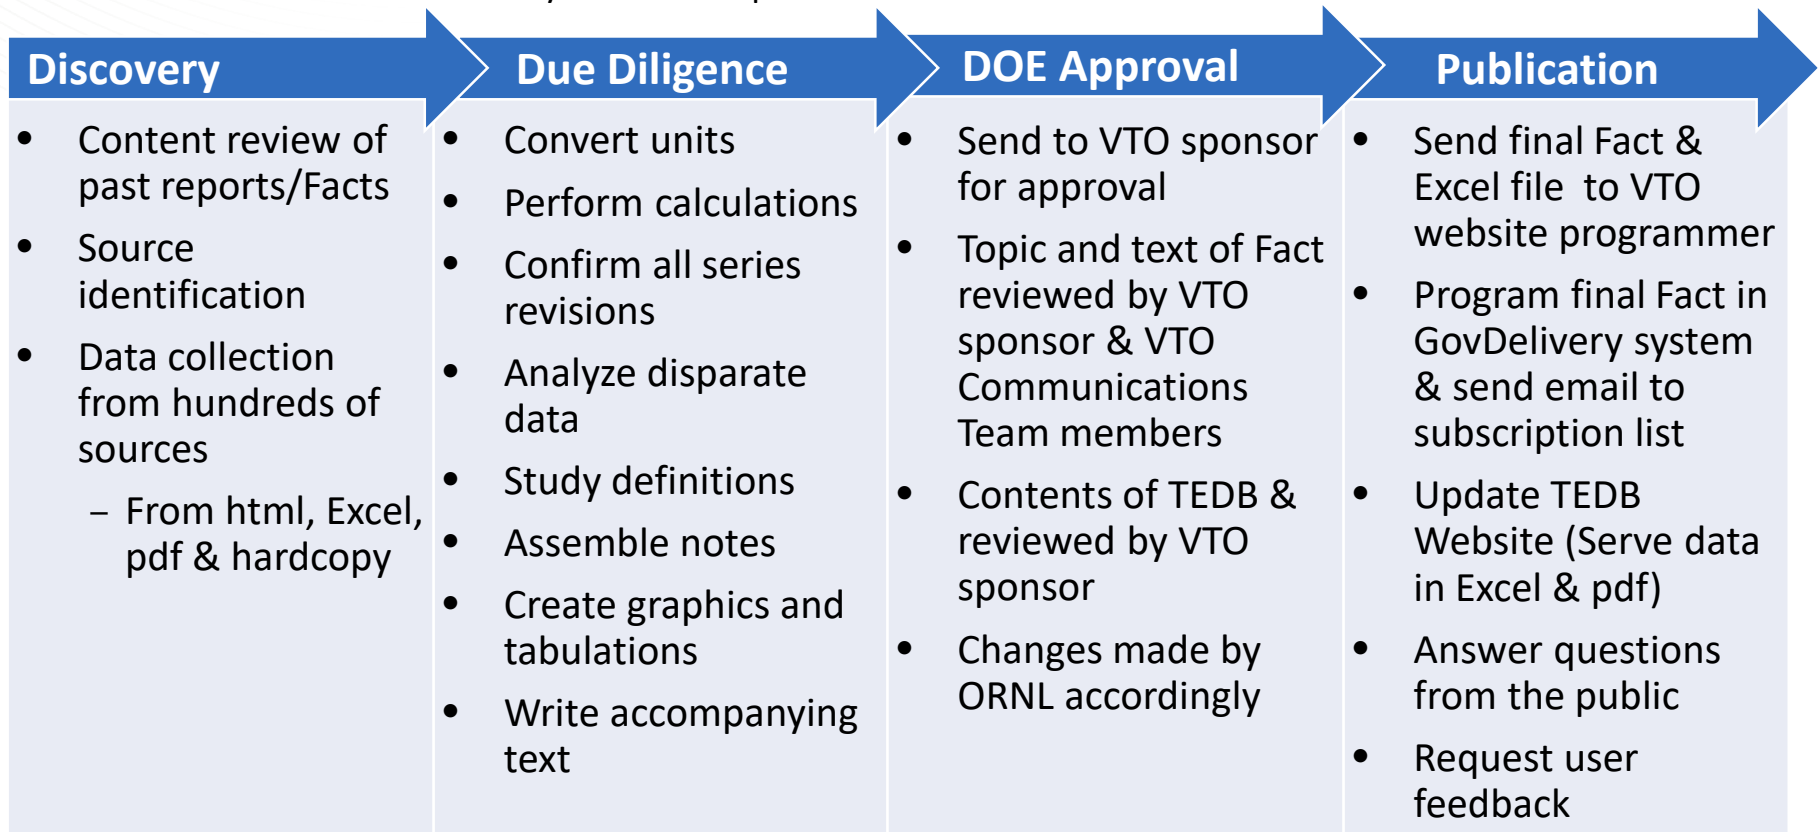 Discovery
• Content review of
past reports/Facts
• Source
identification
• Data collection
from hundreds of
sources
– From html, Excel,
pdf & hardcopy
Due Diligence
• Convert units
• Perform calculations
• Confirm all series
revisions
• Analyze disparate
data
• Study definitions
• Assemble notes
• Create graphics and
tabulations
• Write accompanying
text
DOE Approval
• Send to VTO sponsor
for approval
• Topic and text of Fact
reviewed by VTO
sponsor & VTO
Communications
Team members
• Contents of TEDB &
reviewed by VTO
sponsor
• Changes made by
ORNL accordingly
Publication
• Send final Fact &
Excel file  to VTO
website programmer
• Program final Fact in
GovDelivery system
& send email to
subscription list
• Update TEDB
Website (Serve data
in Excel & pdf)
• Answer questions
from the public
• Request user
feedback